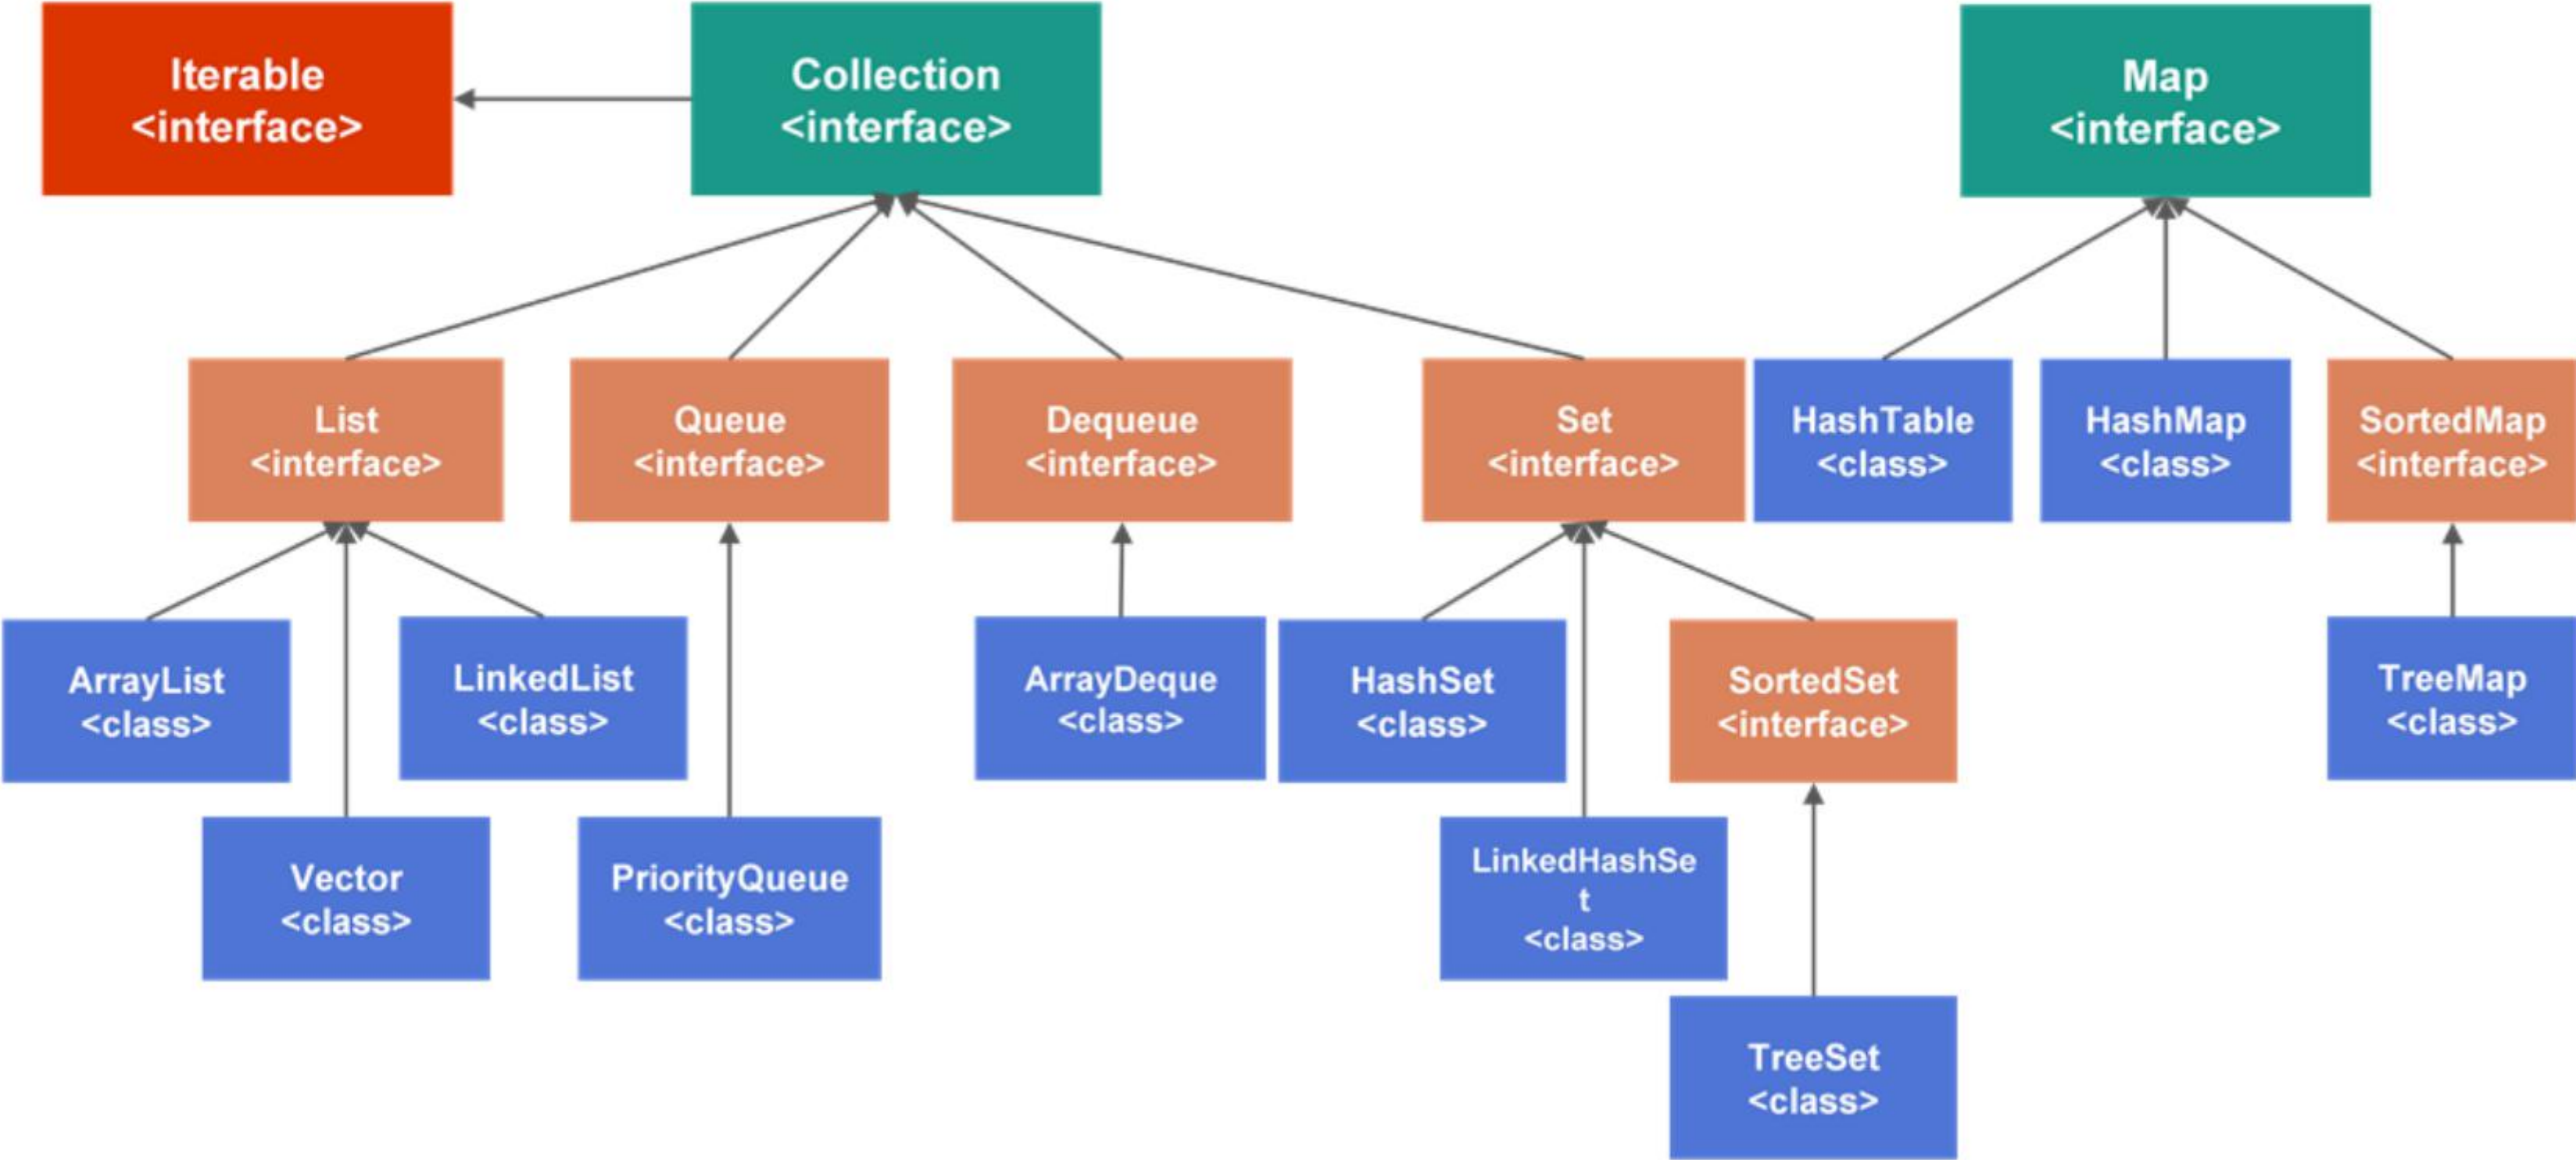 Iterable
<interface>
Collection
<interface>
Map
<interface>
List
<interface>
Queue
<interface>
Dequeue
<interface>
Set
<interface>
HashTable
<class>
HashMap
<class>
SortedMap
<interface>
ArrayList
<class>
LinkedList
<class>
ArrayDeque
<class>
HashSet
<class>
SortedSet
<interface>
TreeMap
<class>
Vector
<class>
PriorityQueue
<class>
LinkedHashSe
t
<class>
TreeSet
<class>